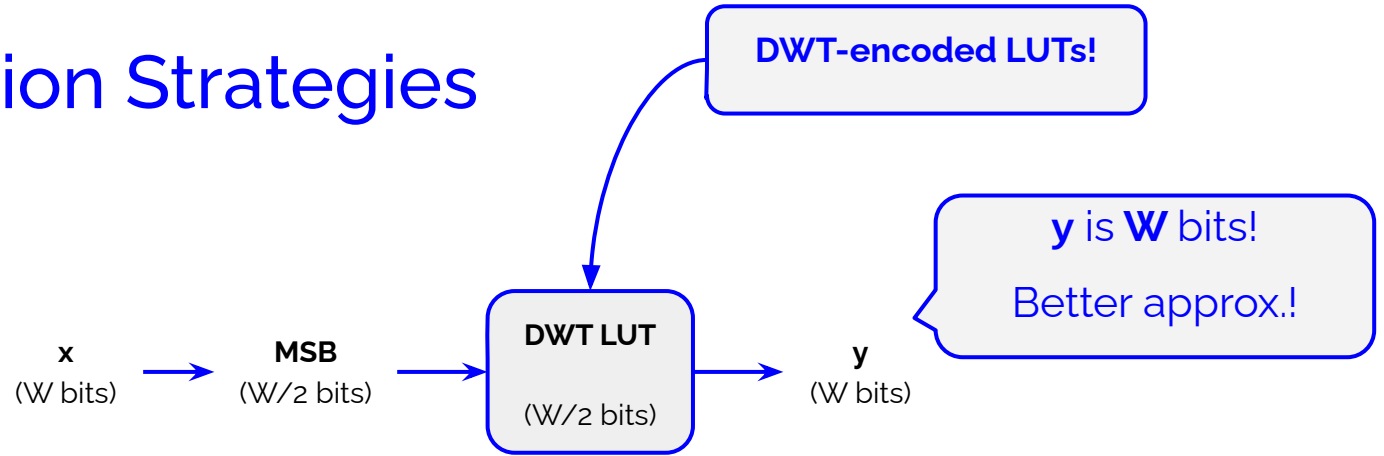 ion Strategies
DWT-encoded LUTs!
y is W bits!
Better approx.!
x
(W bits)
MSB
(W/2 bits)
DWT LUT
(W/2 bits)
y
(W bits)